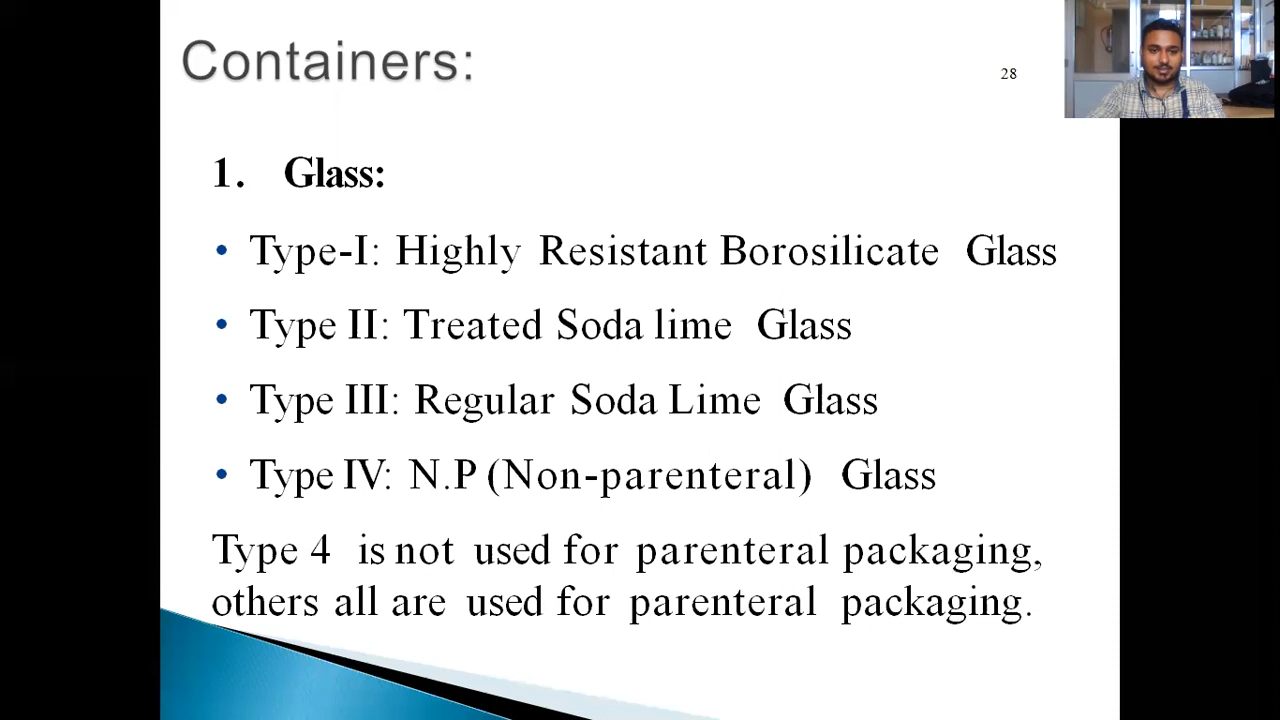 Containers:
28
1. Glass:
• Type-I: Highly Resistant Borosilicate Glass
• Type II: Treated Soda lime Glass
• Type III: Regular Soda Lime Glass
• Type IV: N.P (Non-parenteral) Glass
Type 4 is not used for parenteral packaging,
others all are used for parenteral packaging.